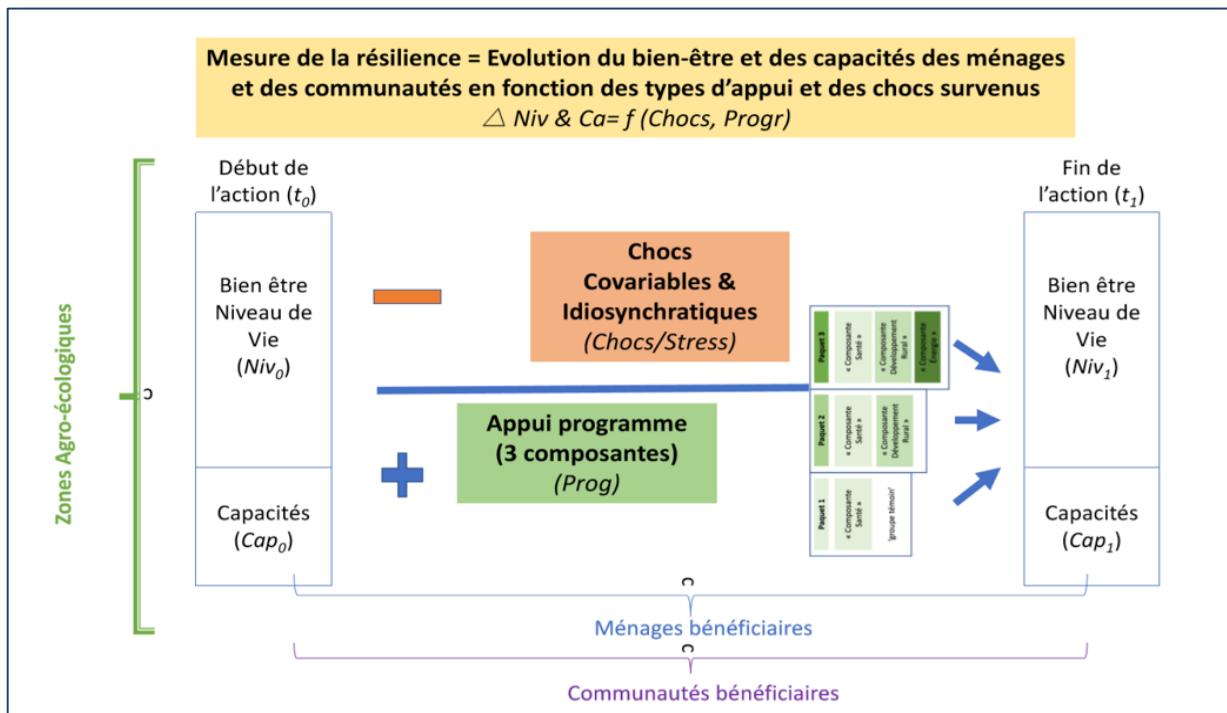 Mesure de la résilience = Evolution du bien-être et des capacités des ménages
et des communautés en fonction des types d’appui et des chocs survenus
△ Niv & Ca= f (Chocs, Progr)
Début de
l’action (t0)
Fin de
l’action (t1)
Zones Agro-écologiques
c
Bien être
Niveau de
Vie
(Niv0)
Capacités
(Cap0)
Chocs
Covariables &
Idiosynchratiques
(Chocs/Stress)
Appui programme
(3 composantes)
(Prog)
Paquet 3
« Composante
Santé »
« Composante
Développement
Rural »
« Composante
Énergie »
Paquet 2
« Composante
Santé »
« Composante
Développement
Rural »
Paquet 1
« Composante
Santé »
‘groupe témoin’
Bien être
Niveau de
Vie
(Niv1)
Capacités
(Cap1)
c
Ménages bénéficiaires
c
Communautés bénéficiaires